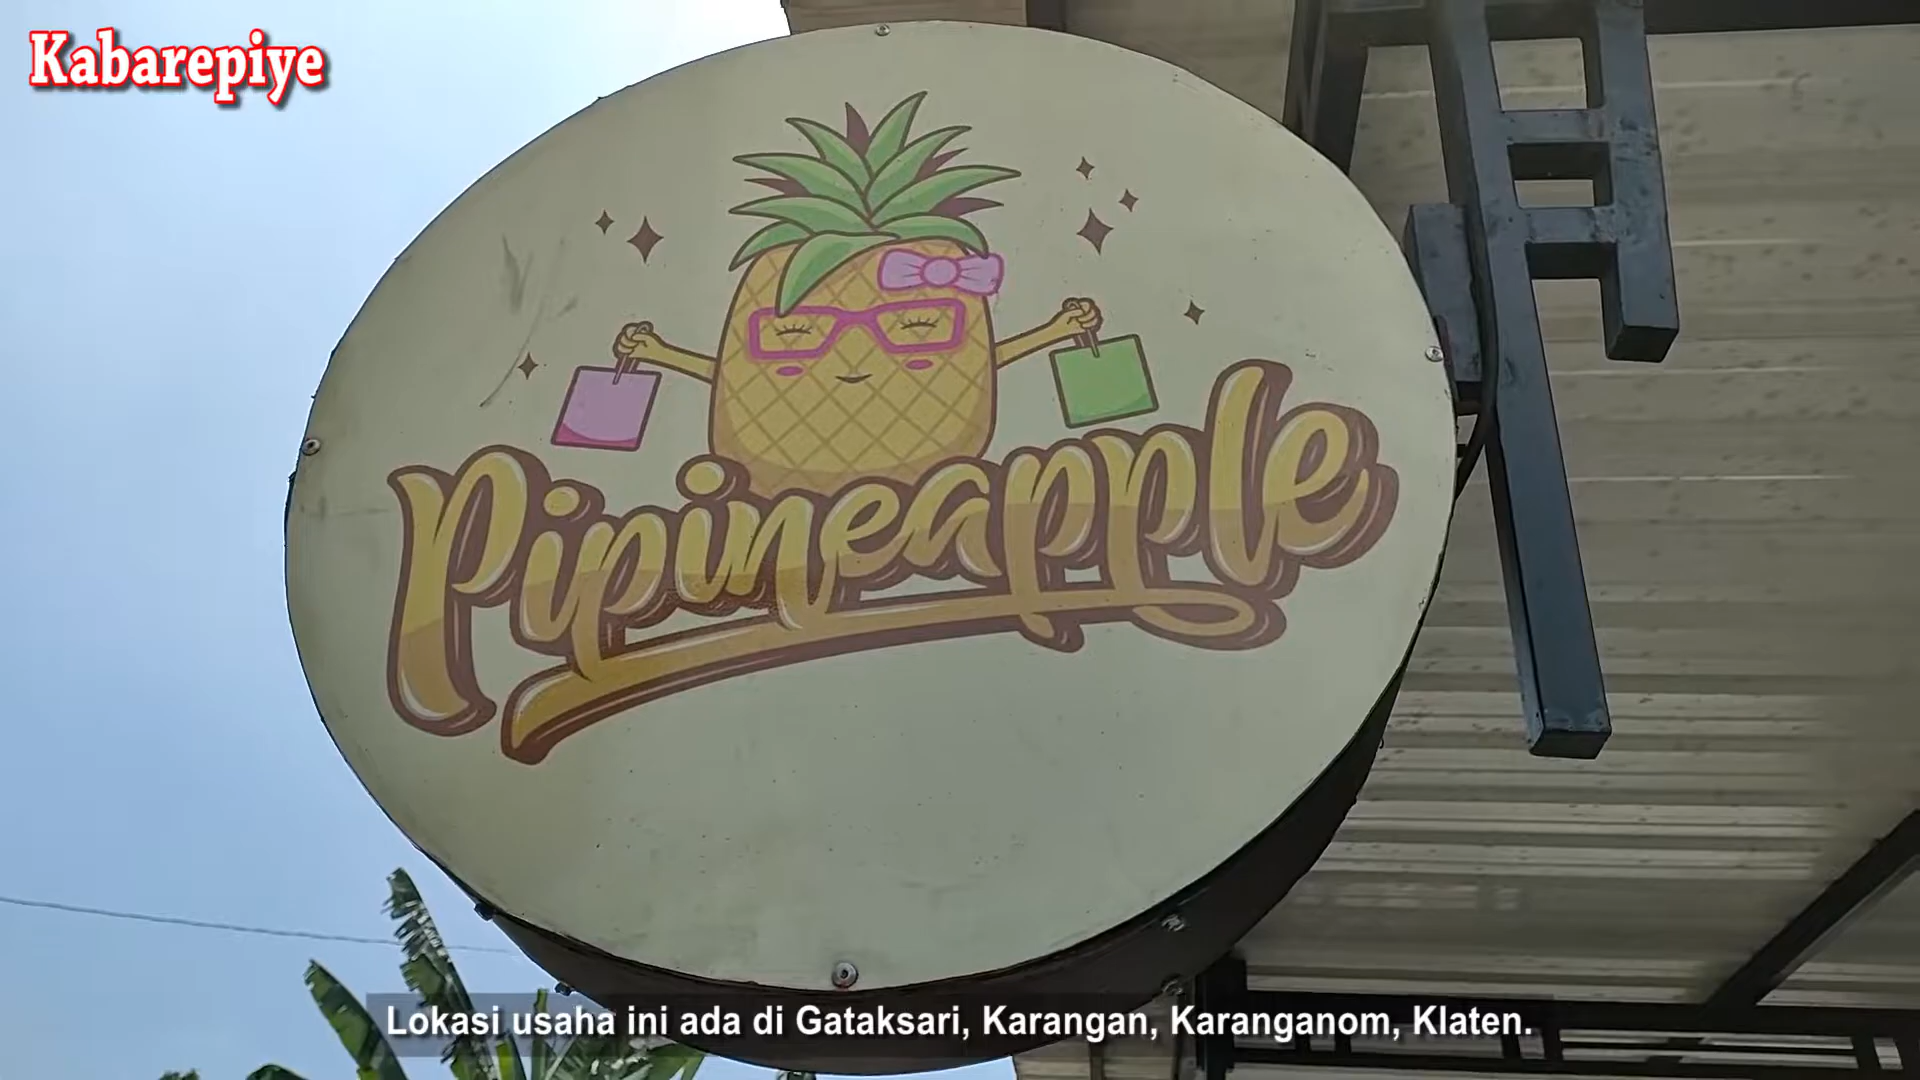 Kabarepiye
Pipineapple
Lokasi usaha ini ada di Gataksari, Karangan, Karanganom, Klaten.